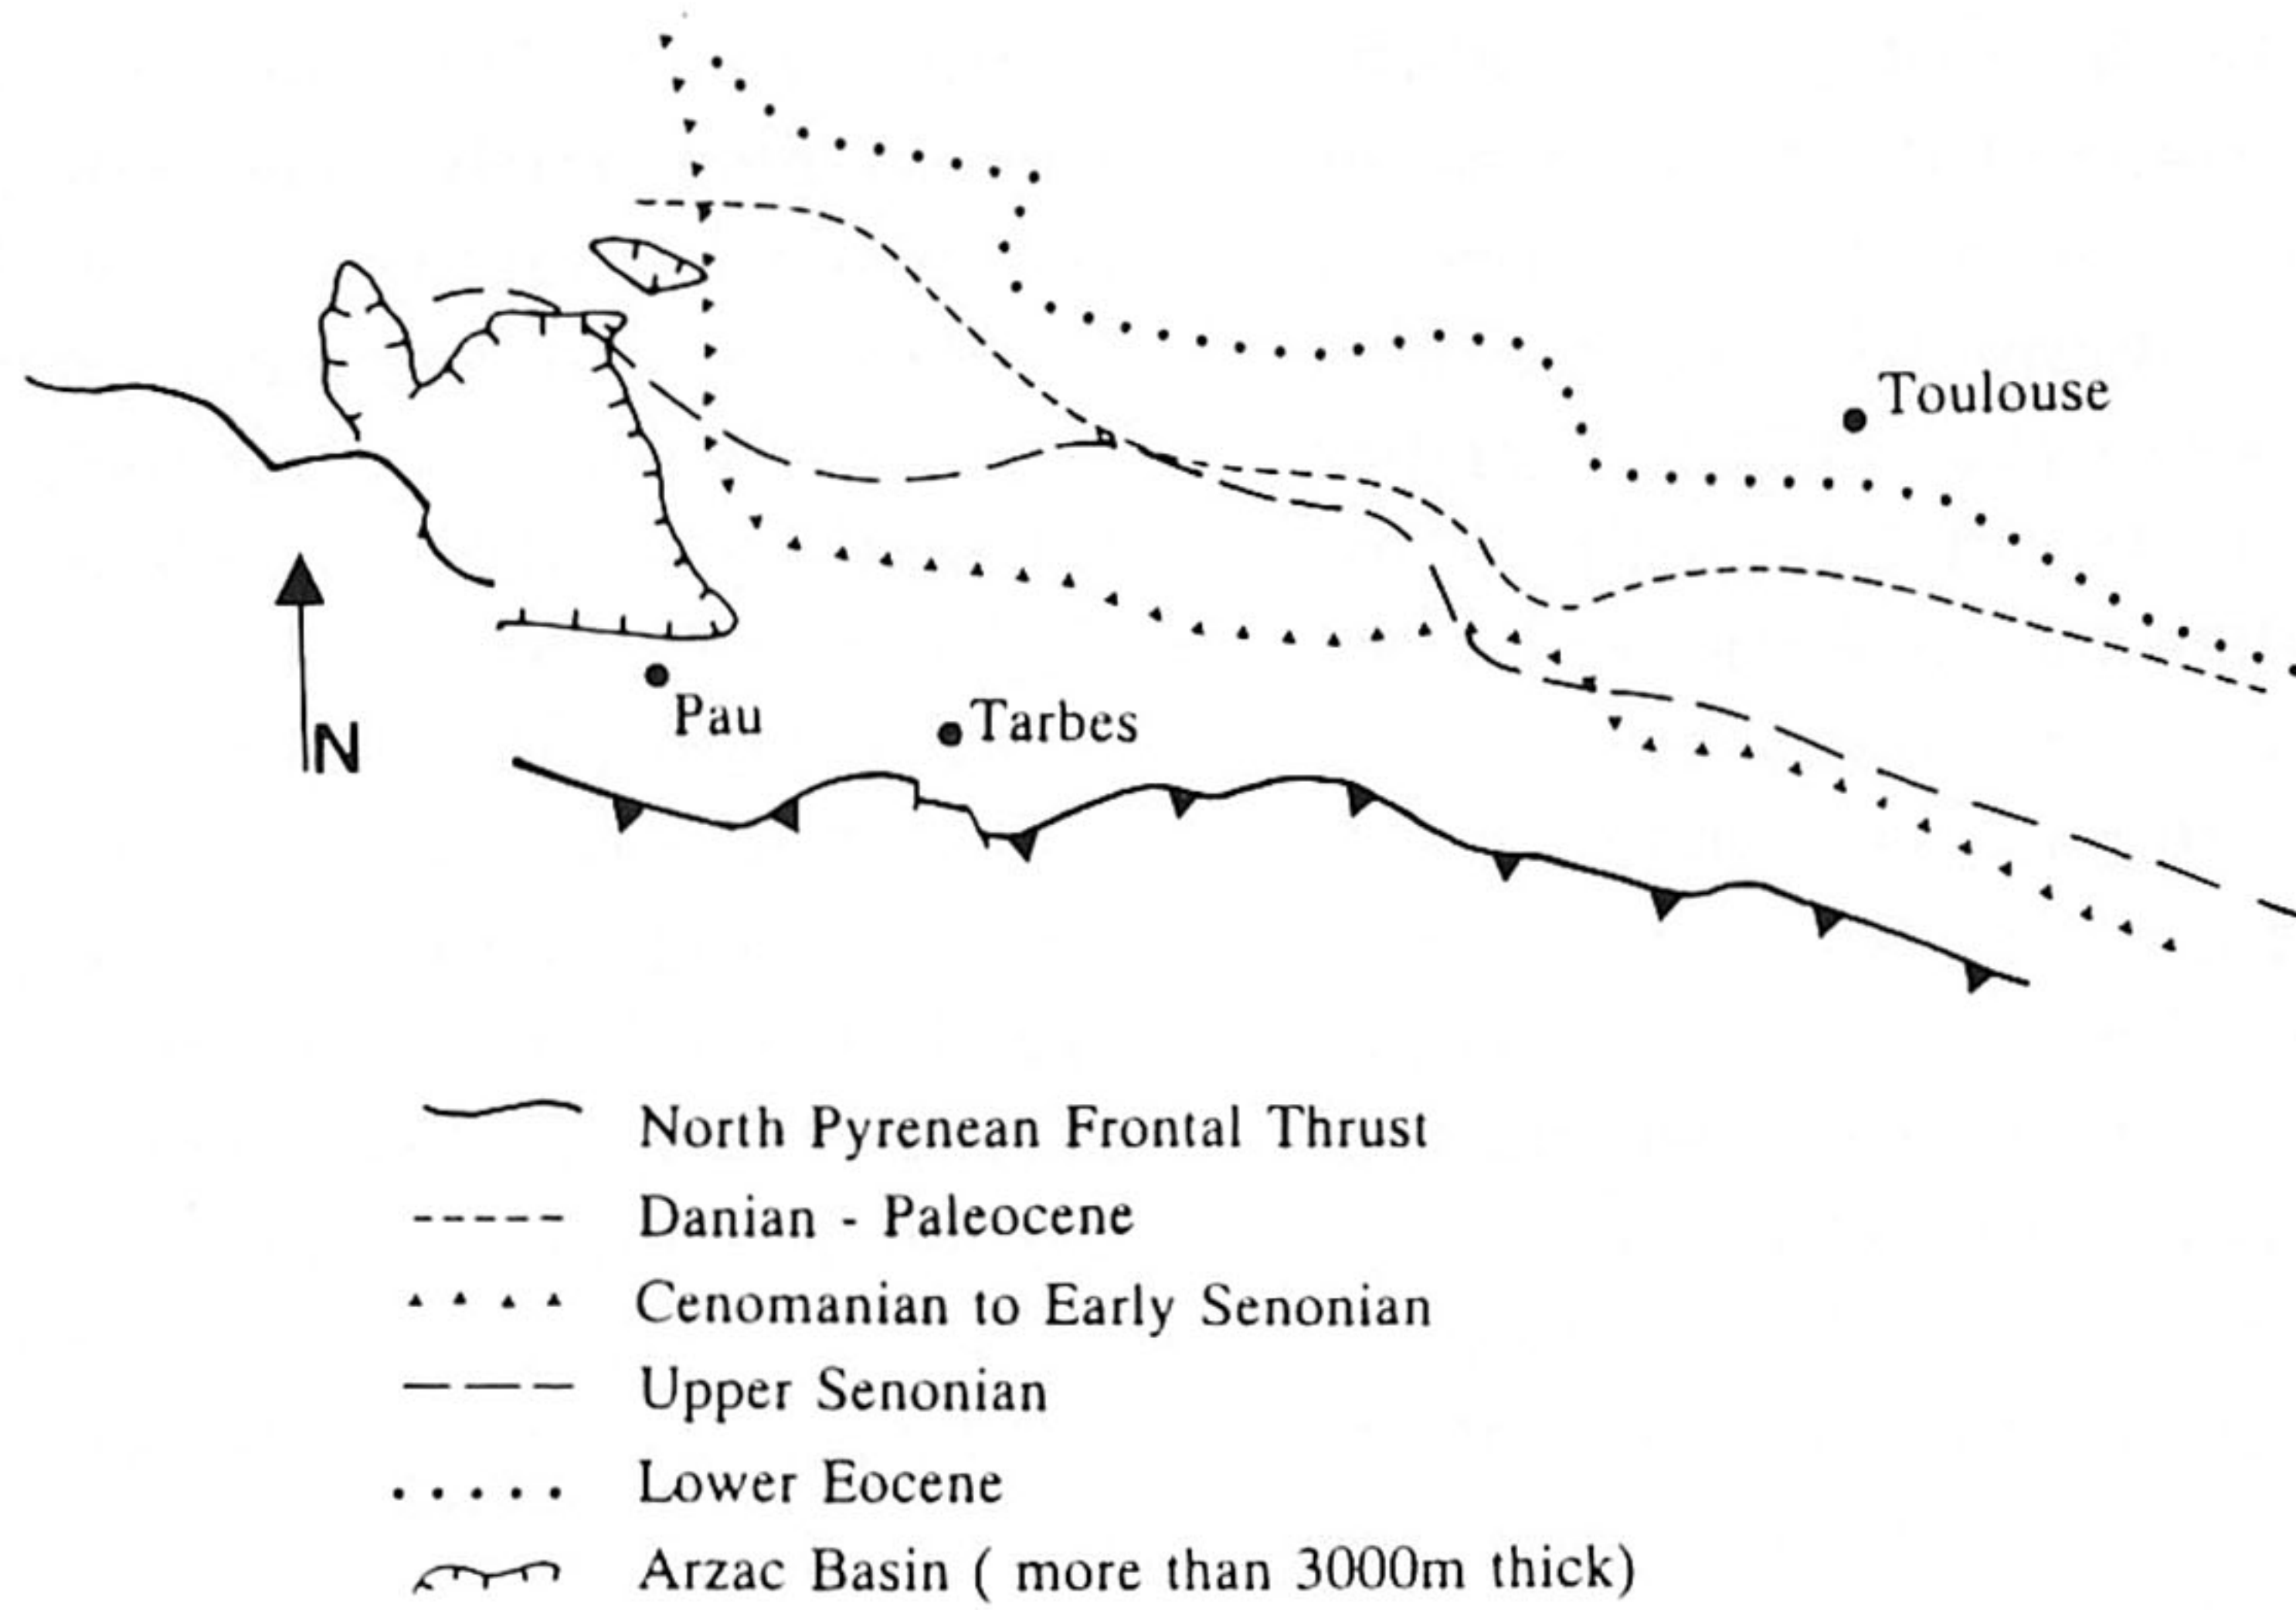 Toulouse
Pau
Tarbes
N
North Pyrenean Frontal Thrust
Danian - Paleocene
Cenomanian to Early Senonian
Upper Senonian
Lower Eocene
Arzac Basin ( more than 3000m thick)